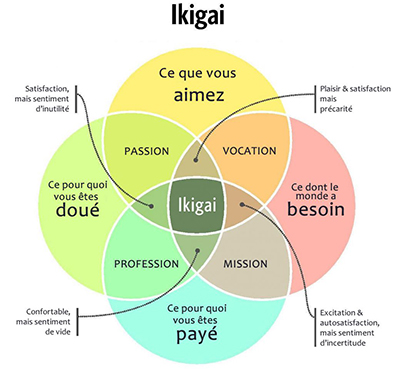 Ikigai
Satisfaction,
mais sentiment
d'inutilité
Ce que vous
aimez
Plaisir & satisfaction
mais
précarité
PASSION
VOCATION
Ce pour quoi
vous êtes
doué
Ikigai
Ce dont le
monde a
besoin
PROFESSION
MISSION
Confortable,
mais sentiment
de vide
Ce pour quoi
vous êtes
payé
Excitation &
autosatisfaction,
mais sentiment
d'incertitude